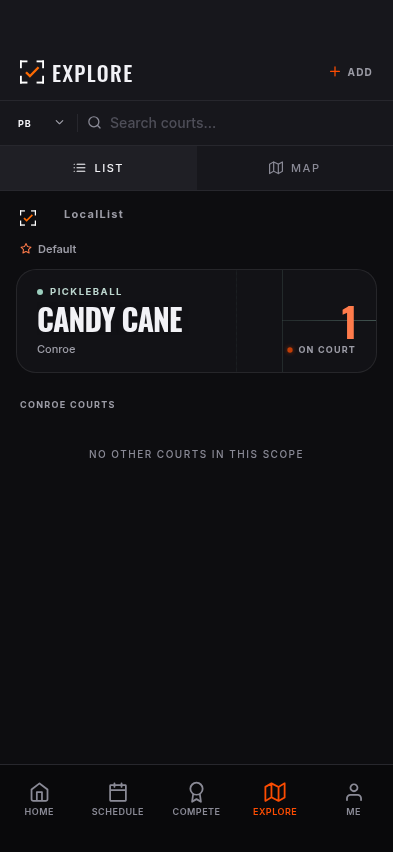 EXPLORE
ADD
PB
Search courts...
LIST
MAP
LocalList
Default
PICKLEBALL
CANDY CANE
Conroe
1
ON COURT
CONROE COURTS
NO OTHER COURTS IN THIS SCOPE
HOME
SCHEDULE
COMPETE
EXPLORE
ME